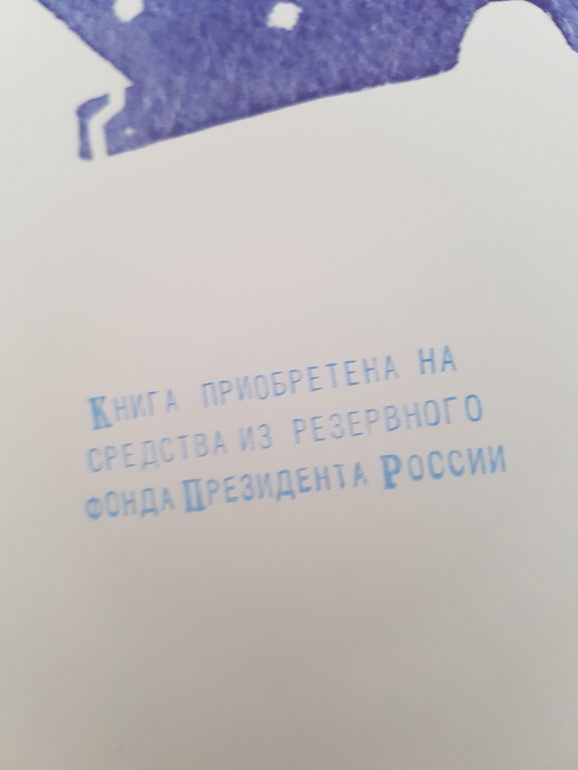 Книга приобретена на
средства из резервного
фонда Президента России